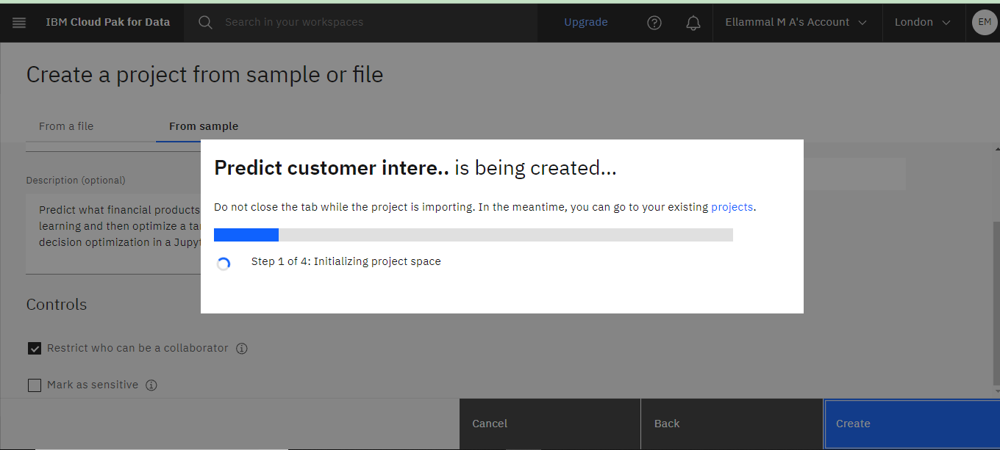 IBM Cloud Pak for Data
Search in your workspaces
Upgrade
Ellammal M A's Account
London
EM
Create a project from sample or file
From a file
From sample
Predict customer intere.. is being created...
Do not close the tab while the project is importing. In the meantime, you can go to your existing projects.
Step 1 of 4: Initializing project space
Description (optional)
Predict what financial products
learning and then optimize a ta
decision optimization in a Jupyt
Controls
Restrict who can be a collaborator
Mark as sensitive
Cancel
Back
Create